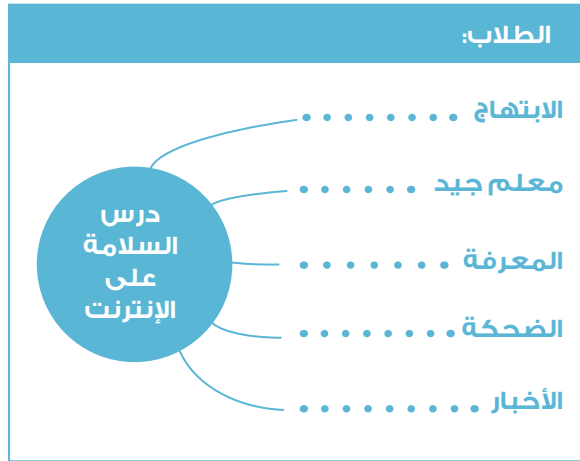 الطلاب:
الابتهاج . . . . . . . .
معلم جيد . . . . . .
المعرفة . . . . . . .
الضحكة . . . . . . . .
الأخبار . . . . . . . . .
درس
السلامة
على
الإنترنت